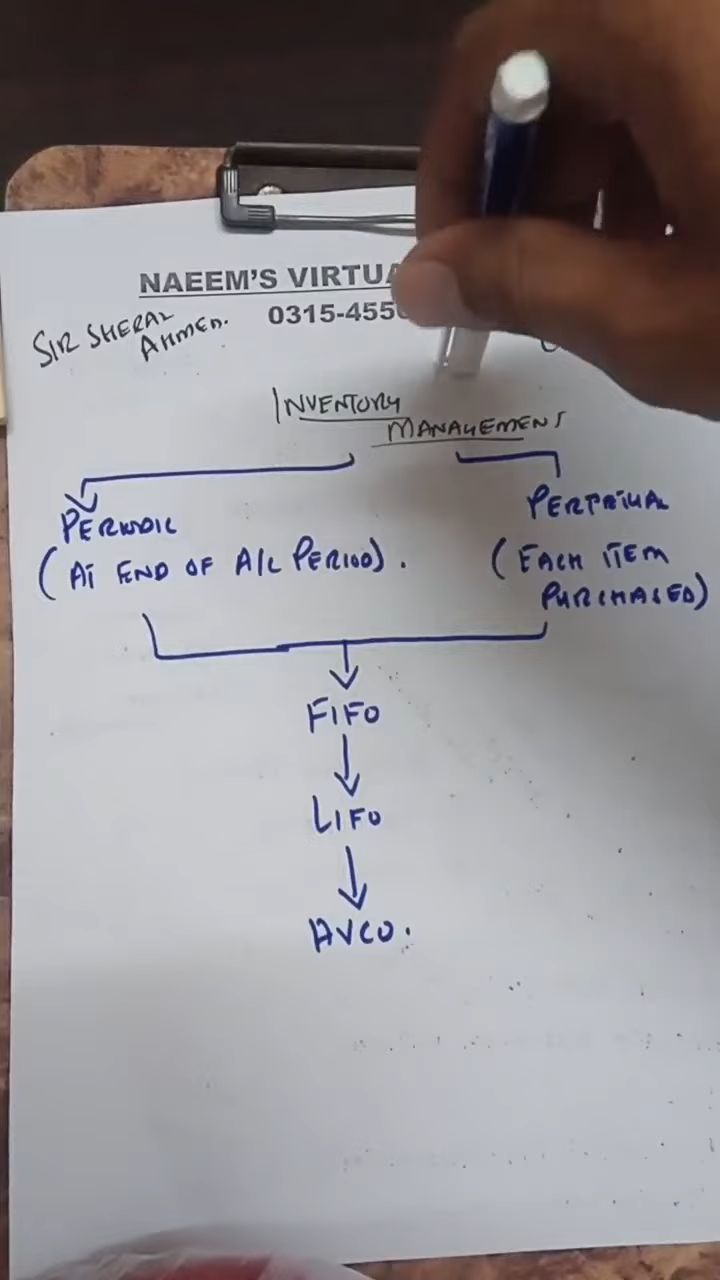 NAEEM'S VIRTUA
0315-455
SIR SHERAZ
AHMED.
INVENTORY
MANAGEMENT
PERIODIC
(AT END OF A/C PERIOD).
PERPETUAL
(EACH ITEM
PURCHASED)
FIFO
LIFO
AVCO.